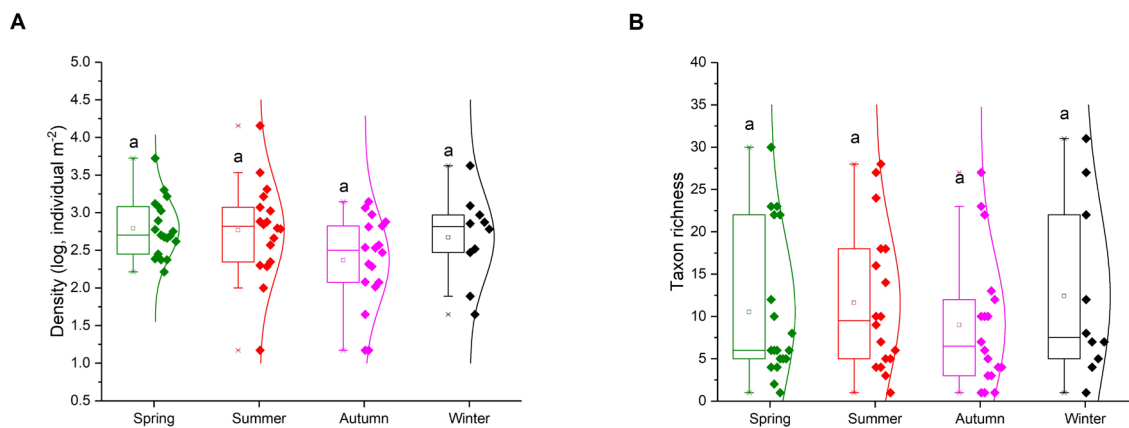 A
B
Density (log, individual m⁻²)
5.0
4.5
4.0
3.5
3.0
2.5
2.0
1.5
1.0
0.5
a
a
a
a
Spring
Summer
Autumn
Winter
Taxon richness
40
35
30
25
20
15
10
5
0
a
a
a
a
Spring
Summer
Autumn
Winter